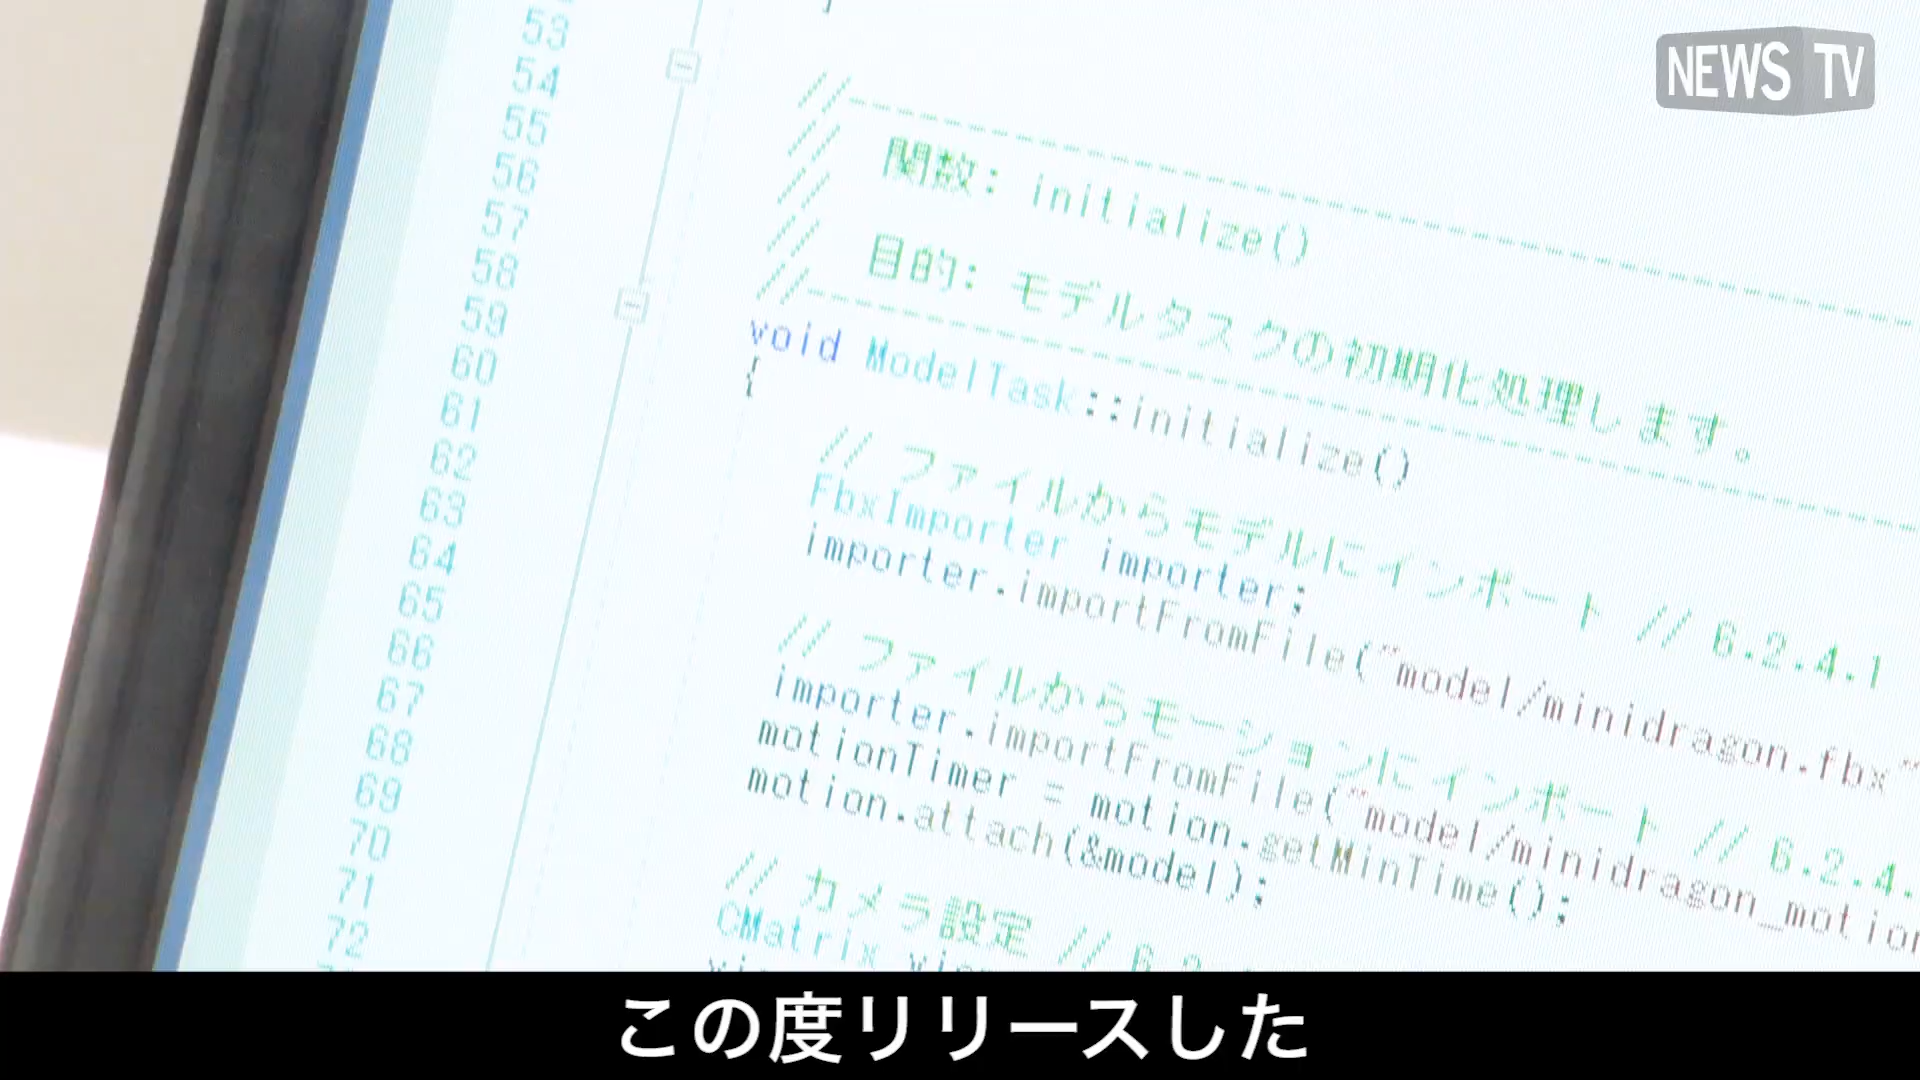 NEWS TV
53
54
55
56
57
58
59
60
61
62
63
64
65
66
67
68
69
70
71
72
//
// 関数: initialize()
//
// 目的: モデルタスクの初期化処理します。
//
void ModelTask::initialize()
{
// ファイルからモデルにインポート // 6.2.4.1
FbxImporter importer;
importer.importFromFile("model/minidragon.fbx"
// ファイルからモーションにインポート // 6.2.4.
importer.importFromFile("model/minidragon_motion
motionTimer = motion.getMinTime();
motion.attach(&model);
// カメラ設定 // 6.2
CMatrix
この度リリースした